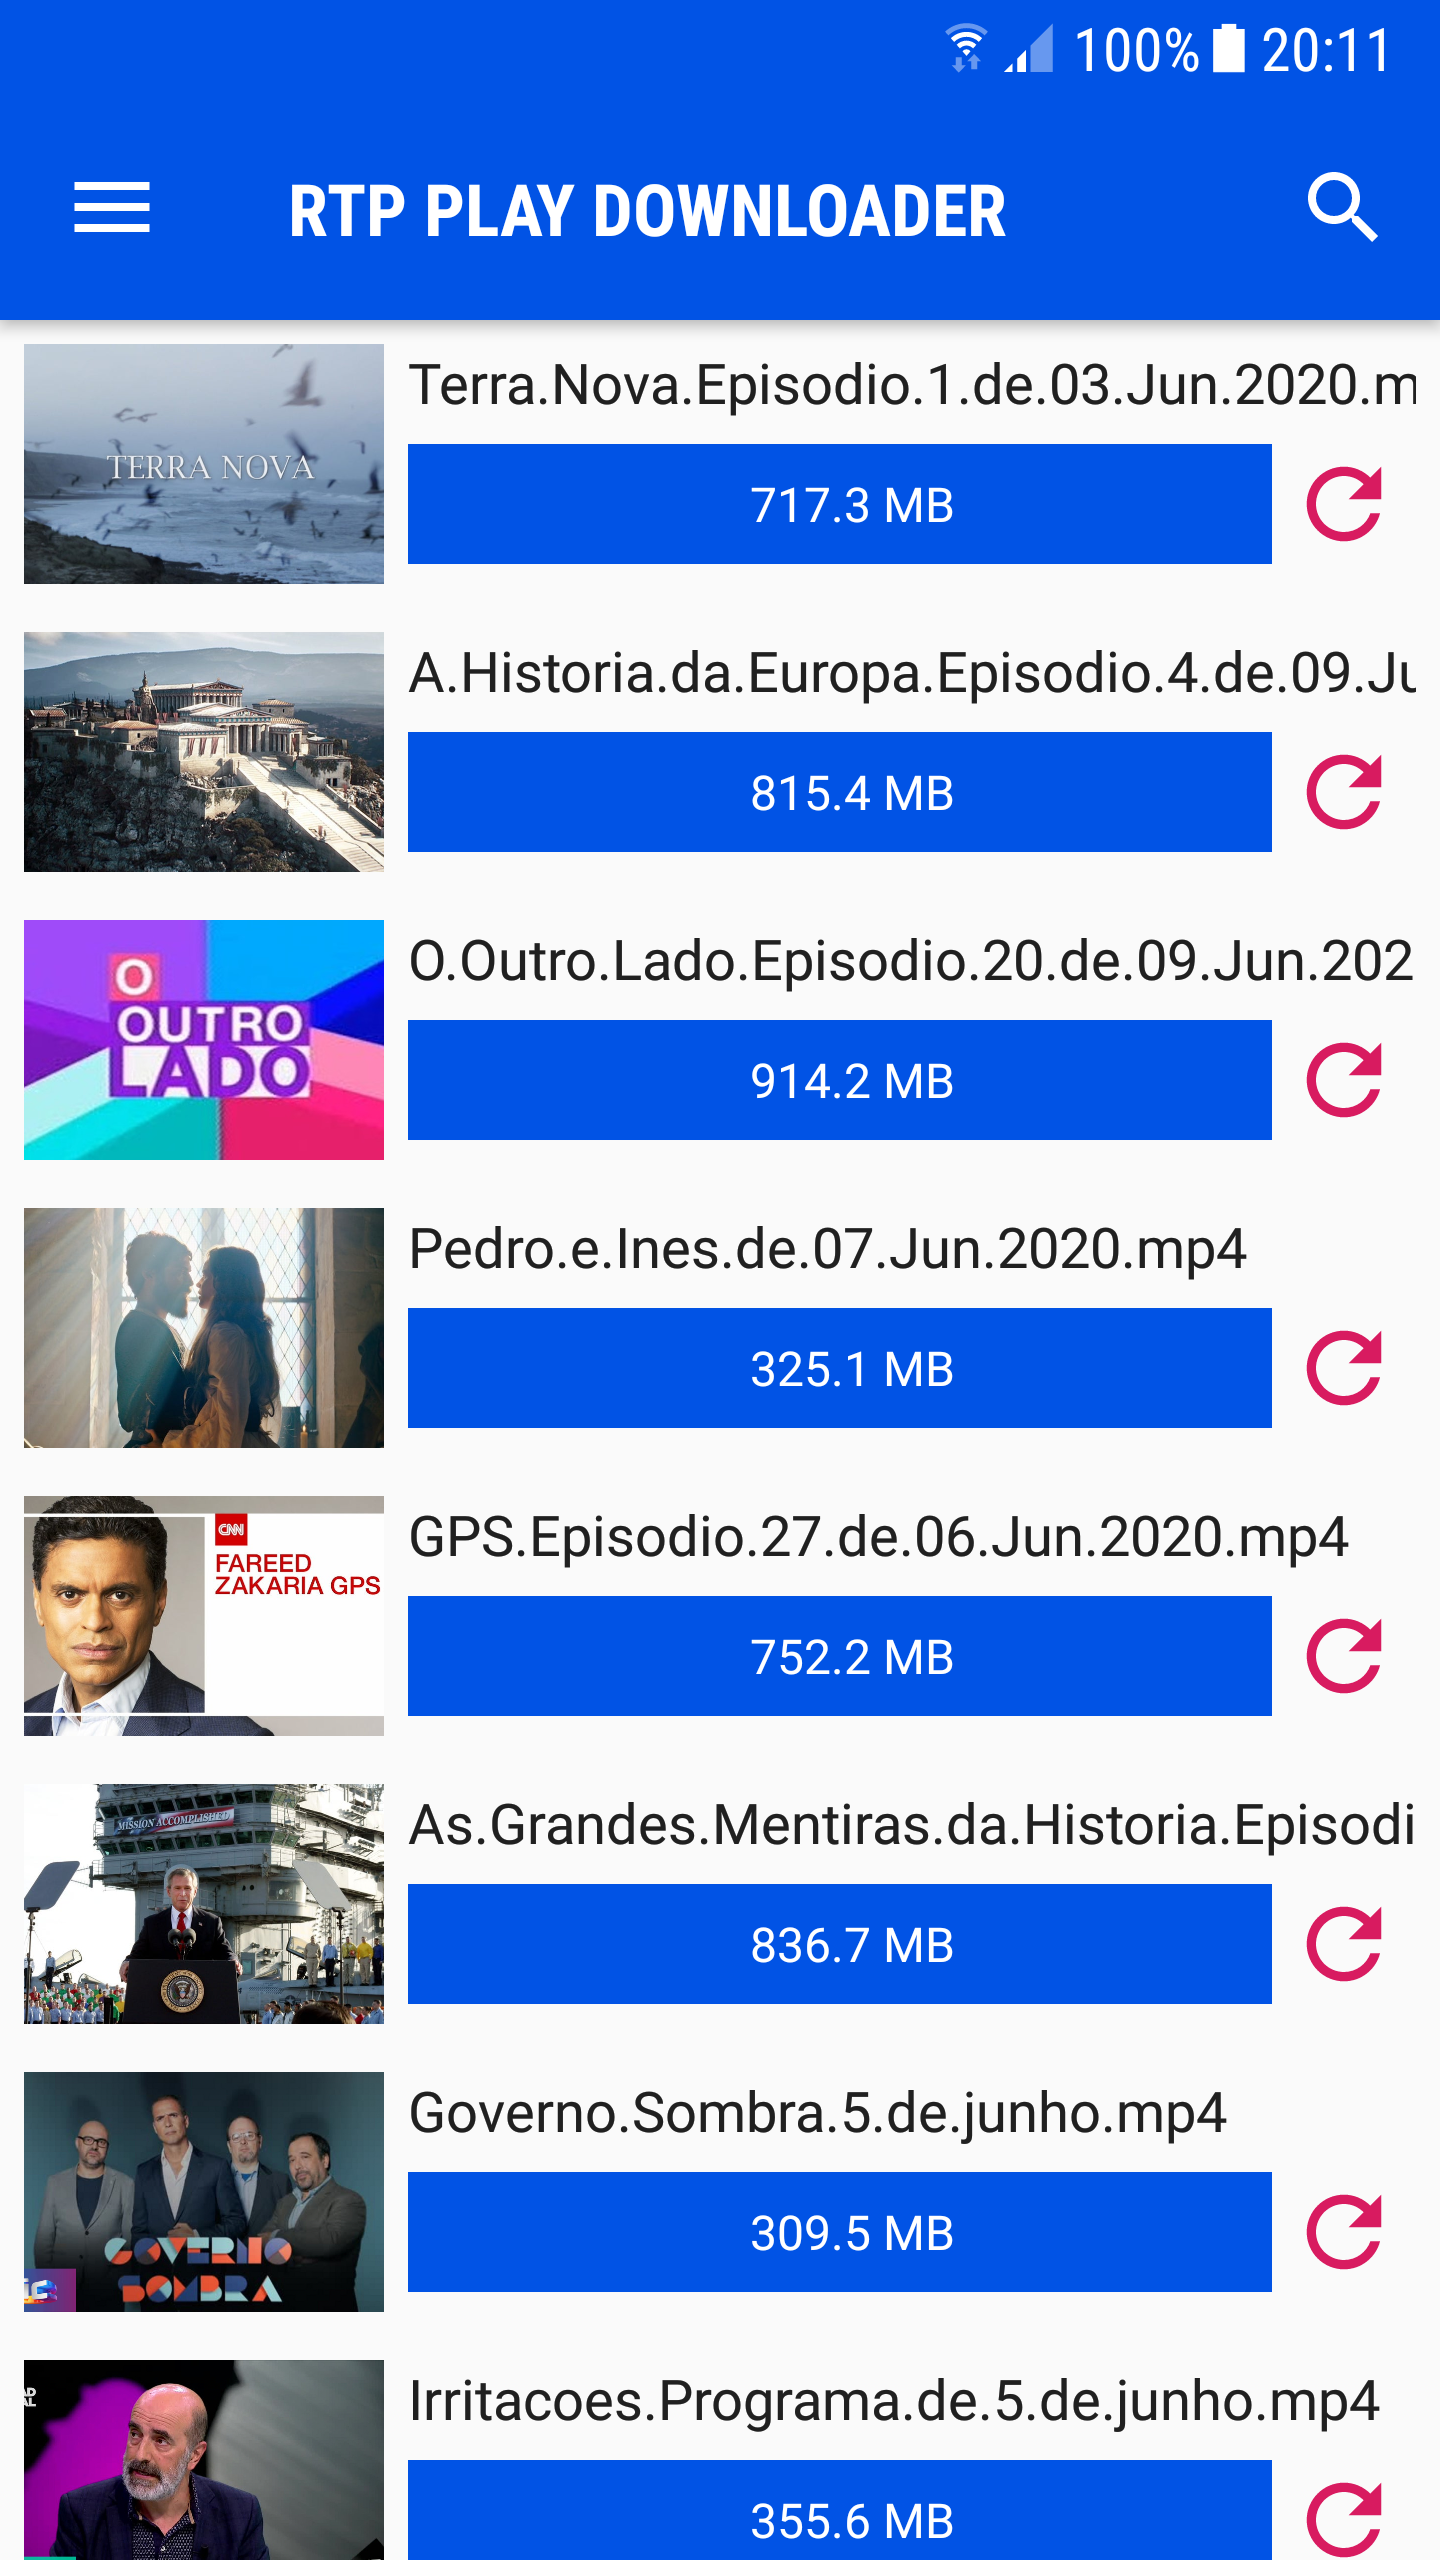 100% 20:11
RTP PLAY DOWNLOADER
TERRA NOVA
Terra.Nova.Episodio.1.de.03.Jun.2020.m
717.3 MB
A.Historia.da.Europa.Episodio.4.de.09.Ju
815.4 MB
O
OUTRO
LADO
O.Outro.Lado.Episodio.20.de.09.Jun.202
914.2 MB
Pedro.e.Ines.de.07.Jun.2020.mp4
325.1 MB
CNN
FAREED
ZAKARIA GPS
GPS.Episodio.27.de.06.Jun.2020.mp4
752.2 MB
MISSION ACCOMPLISHED
As.Grandes.Mentiras.da.Historia.Episodi
836.7 MB
GOVERNO
SOMBRA
Governo.Sombra.5.de.junho.mp4
309.5 MB
Irritacoes.Programa.de.5.de.junho.mp4
355.6 MB